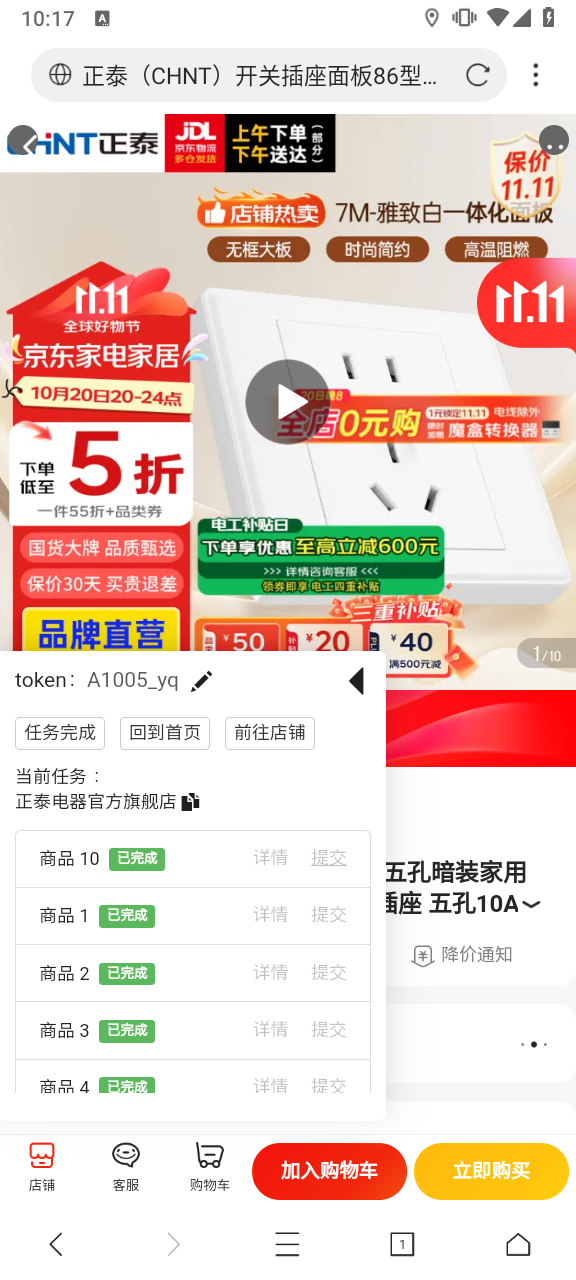 10:17
正泰（CHNT）开关插座面板86型...
正泰
JDL
京东物流
多仓发货
上午下单
下午送达
（部分）
保价
11.11
店铺热卖
7M-雅致白一体化面板
无框大板
时尚简约
高温阻燃
11.11
全球好物节
京东家电家居
10月20日20-24点
下单
低至
5折
一件55折+品类券
国货大牌 品质甄选
保价30天 买贵退差
品牌直营
11.11
20日晚8
全店0元购
1元锁定11.11 电线除外
限时加赠
魔盒转换器
电工补贴日
下单享优惠至高立减600元
>>> 详情咨询客服 <<<
领券即享 电工四重补贴
三重补贴
¥50
补贴
¥20
¥40
满500元减
1/10
token： A1005_yq
任务完成
回到首页
前往店铺
当前任务：
正泰电器官方旗舰店
商品 10 已完成 详情 提交
商品 1 已完成 详情 提交
商品 2 已完成 详情 提交
商品 3 已完成 详情 提交
商品 4 已完成 详情 提交
五孔暗装家用
插座 五孔10A
降价通知
店铺
客服
购物车
加入购物车
立即购买
1